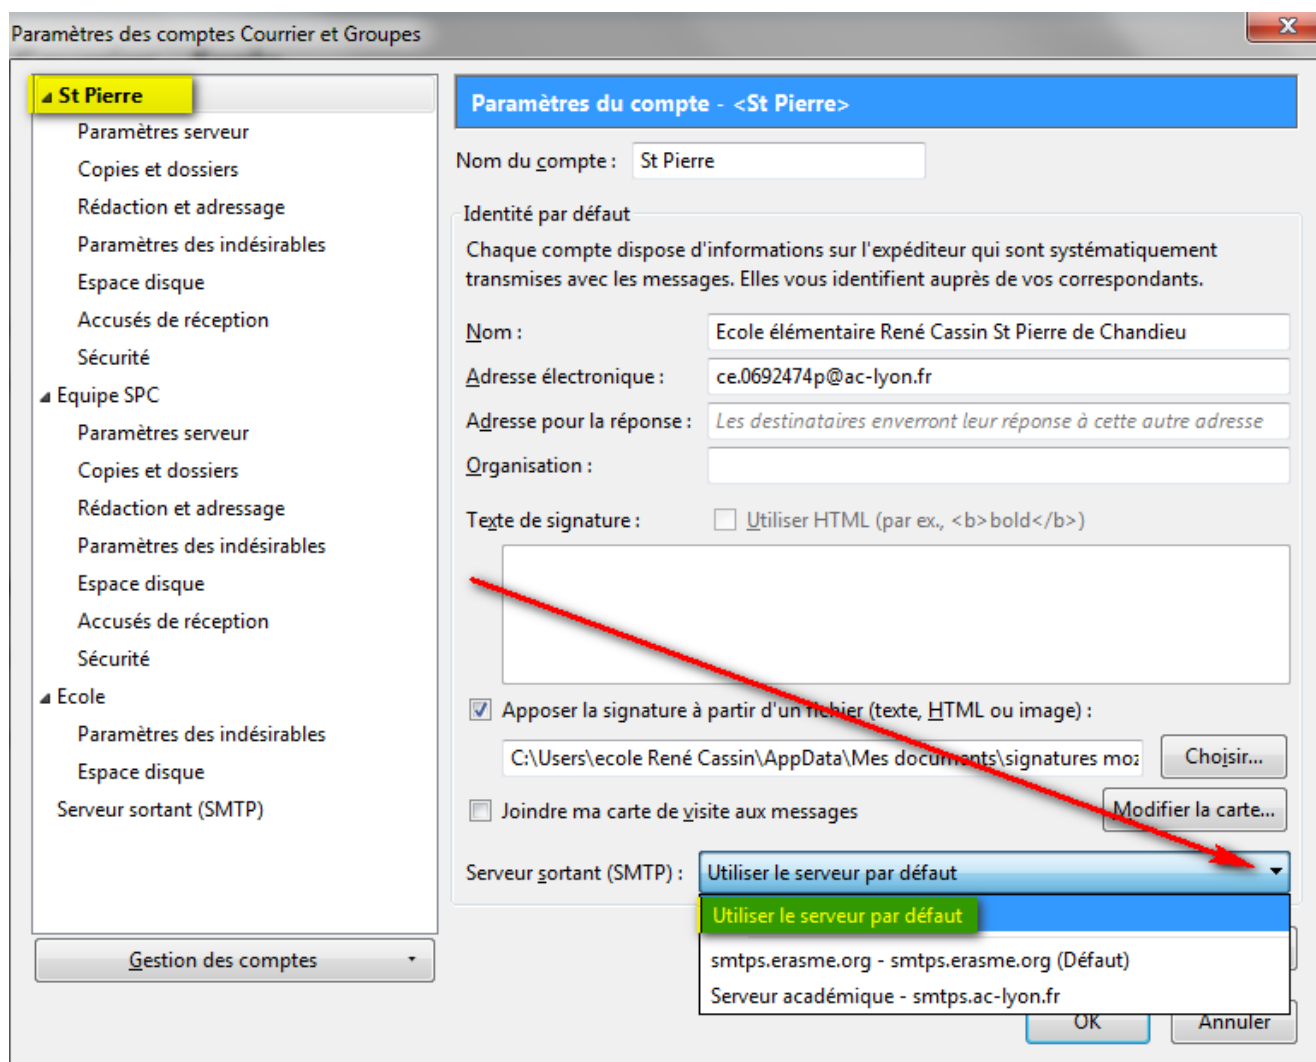 Paramètres des comptes Courrier et Groupes
St Pierre
Paramètres serveur
Copies et dossiers
Rédaction et adressage
Paramètres des indésirables
Espace disque
Accusés de réception
Sécurité
Equipe SPC
Paramètres serveur
Copies et dossiers
Rédaction et adressage
Paramètres des indésirables
Espace disque
Accusés de réception
Sécurité
Ecole
Paramètres des indésirables
Espace disque
Serveur sortant (SMTP)
Gestion des comptes
Paramètres du compte - <St Pierre>
Nom du compte : St Pierre
Identité par défaut
Chaque compte dispose d'informations sur l'expéditeur qui sont systématiquement
transmises avec les messages. Elles vous identifient auprès de vos correspondants.
Nom : Ecole élémentaire René Cassin St Pierre de Chandieu
Adresse électronique : ce.0692474p@ac-lyon.fr
Adresse pour la réponse : Les destinataires enverront leur réponse à cette autre adresse
Organisation :
Texte de signature : Utiliser HTML (par ex., <b>bold</b>)
Apposer la signature à partir d'un fichier (texte, HTML ou image) :
C:\Users\ecole René Cassin\AppData\Mes documents\signatures moz Choisir...
Joindre ma carte de visite aux messages Modifier la carte...
Serveur sortant (SMTP) : Utiliser le serveur par défaut
Utiliser le serveur par défaut
smtps.erasme.org - smtps.erasme.org (Défaut)
Serveur académique - smtps.ac-lyon.fr
OK Annuler